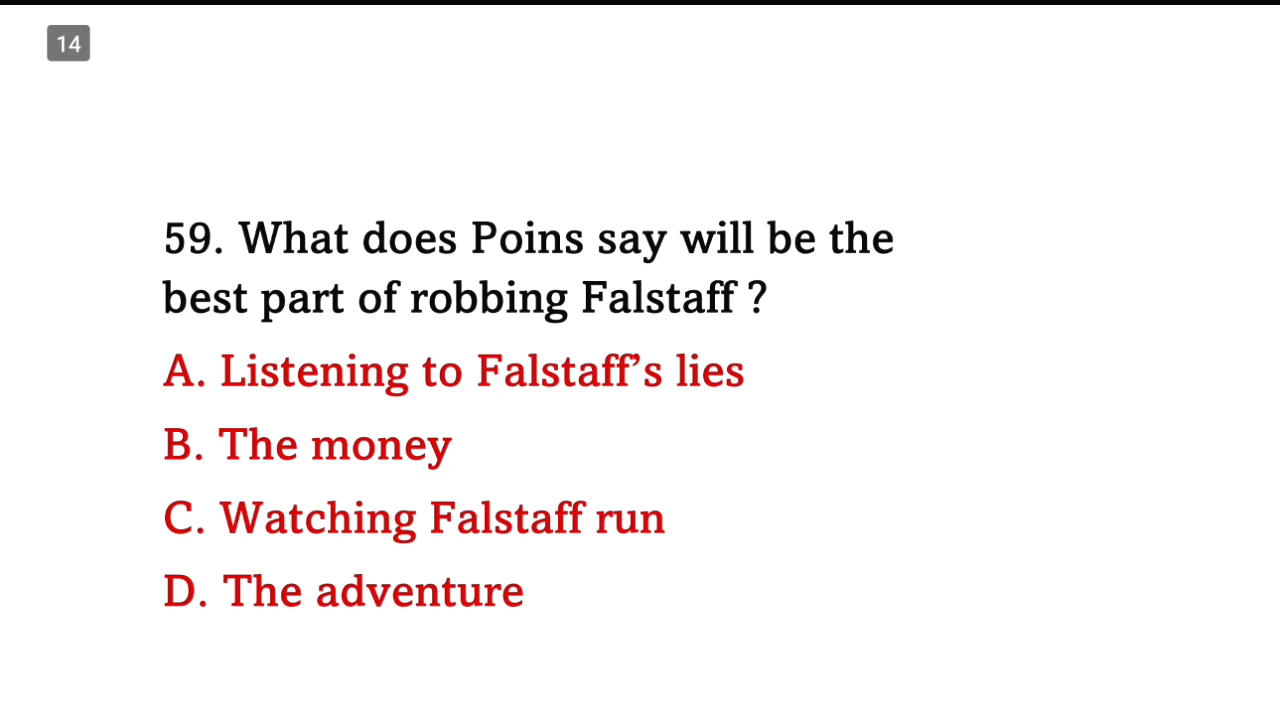 14
59. What does Poins say will be the
best part of robbing Falstaff ?
A. Listening to Falstaff’s lies
B. The money
C. Watching Falstaff run
D. The adventure